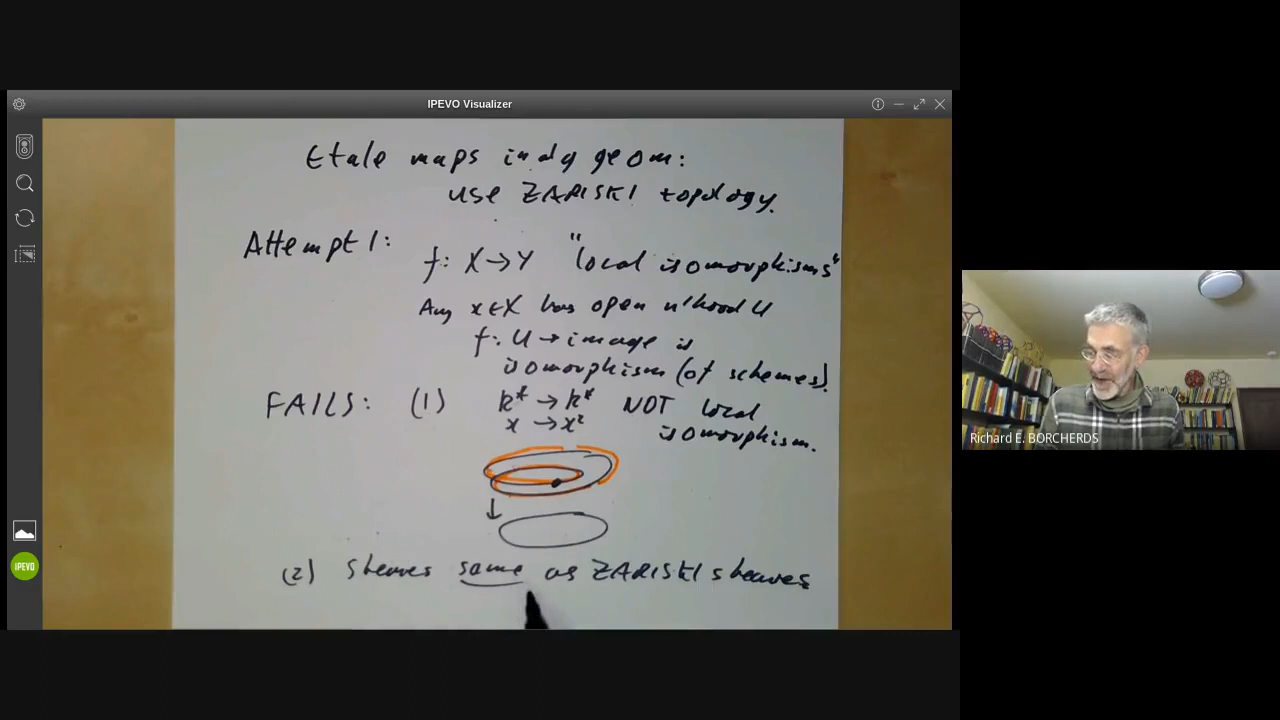 IPEVO Visualizer
Etale maps in alg geom:
use ZARISKI topology.
Attempt 1:
f: X→Y "local isomorphisms"
Any x∈X has open n'hood U
f: U → image is
isomorphism (of schemes).
FAILS: (1) k* → k* NOT local
x → x² isomorphism.
(2) sheaves same as ZARISKI sheaves
IPEVO
Richard E. BORCHERDS